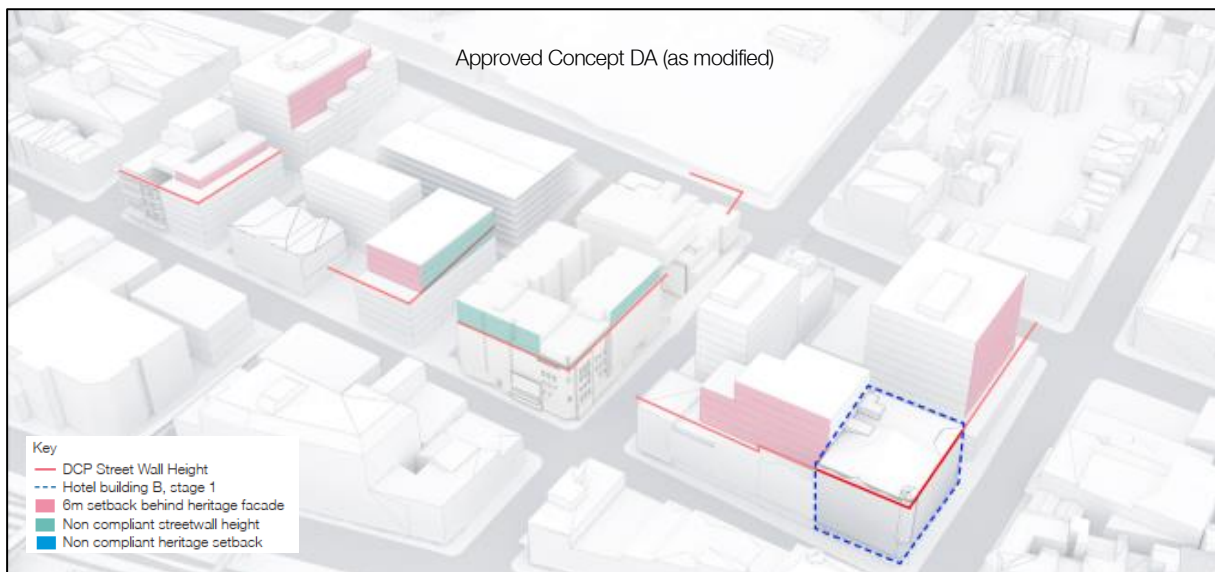 Approved Concept DA (as modified)
Key
DCP Street Wall Height
Hotel building B, stage 1
6m setback behind heritage facade
Non compliant streetwall height
Non compliant heritage setback